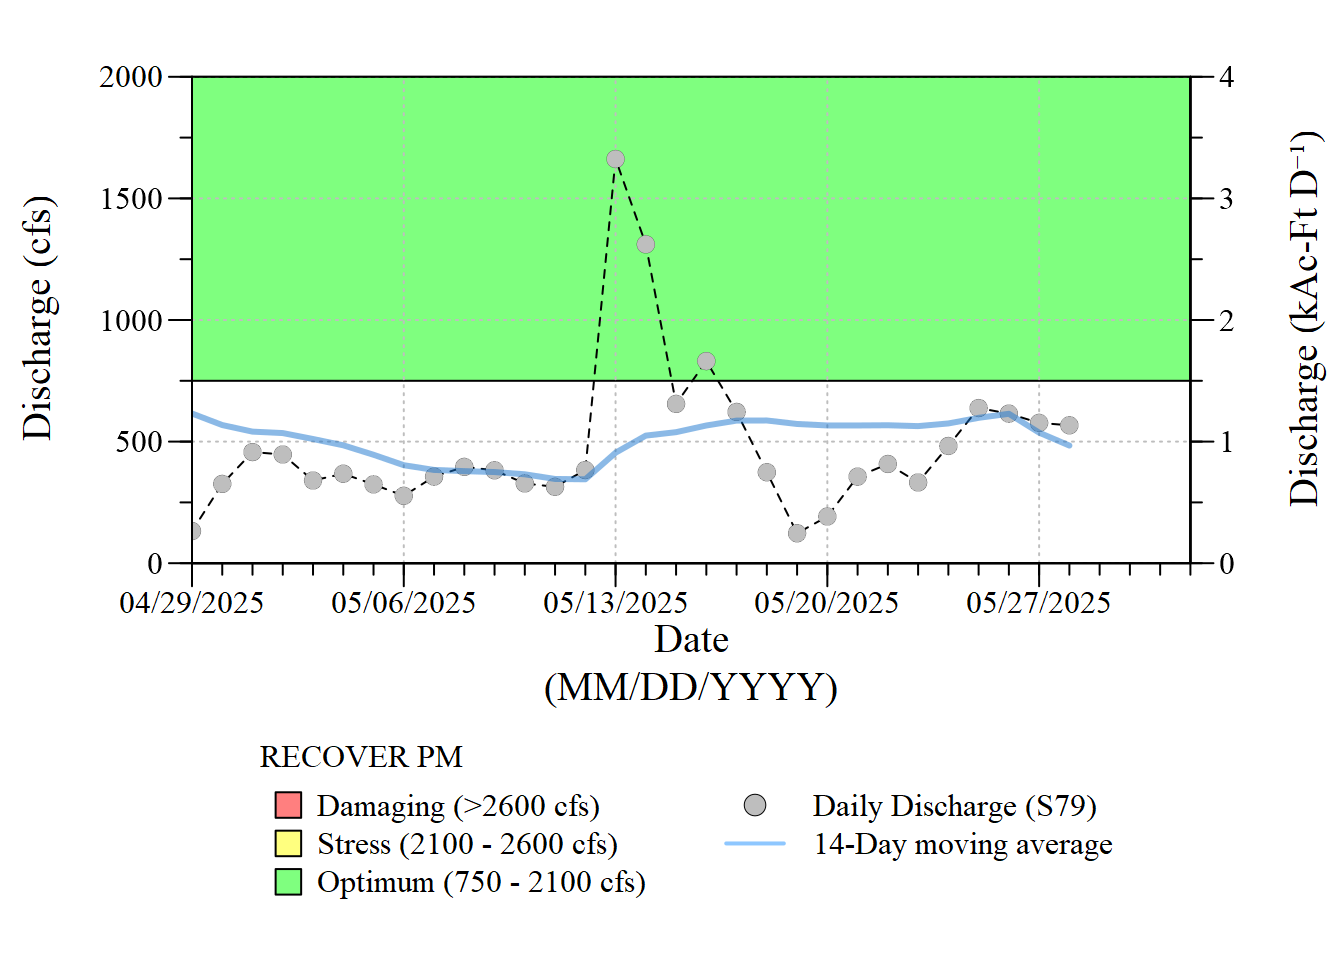 2000
1500
1000
500
0
Discharge (cfs)
4
3
2
1
0
Discharge (kAc-Ft D⁻¹)
04/29/2025 05/06/2025 05/13/2025 05/20/2025 05/27/2025
Date
(MM/DD/YYYY)
RECOVER PM
Damaging (>2600 cfs)
Stress (2100 - 2600 cfs)
Optimum (750 - 2100 cfs)
Daily Discharge (S79)
14-Day moving average